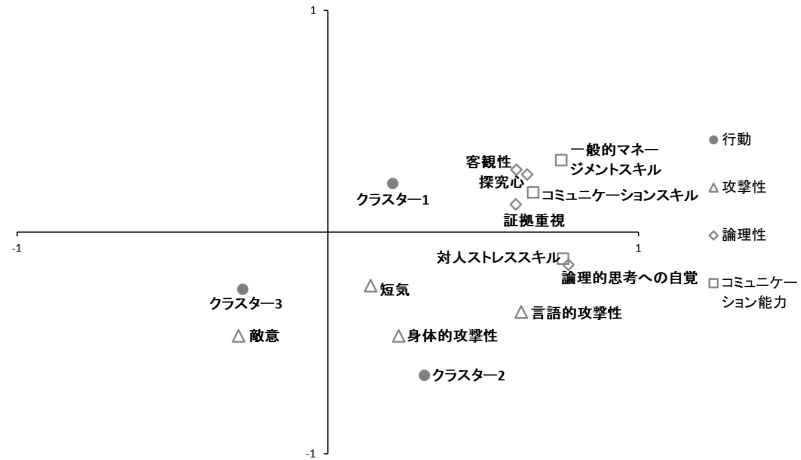 1
一般的マネー
ジメントスキル
客観性
探究心
コミュニケーションスキル
クラスター1
証拠重視
-1
1
対人ストレススキル
論理的思考への自覚
短気
クラスター3
言語的攻撃性
敵意
身体的攻撃性
クラスター2
-1
行動
攻撃性
論理性
コミュニケー
ション能力